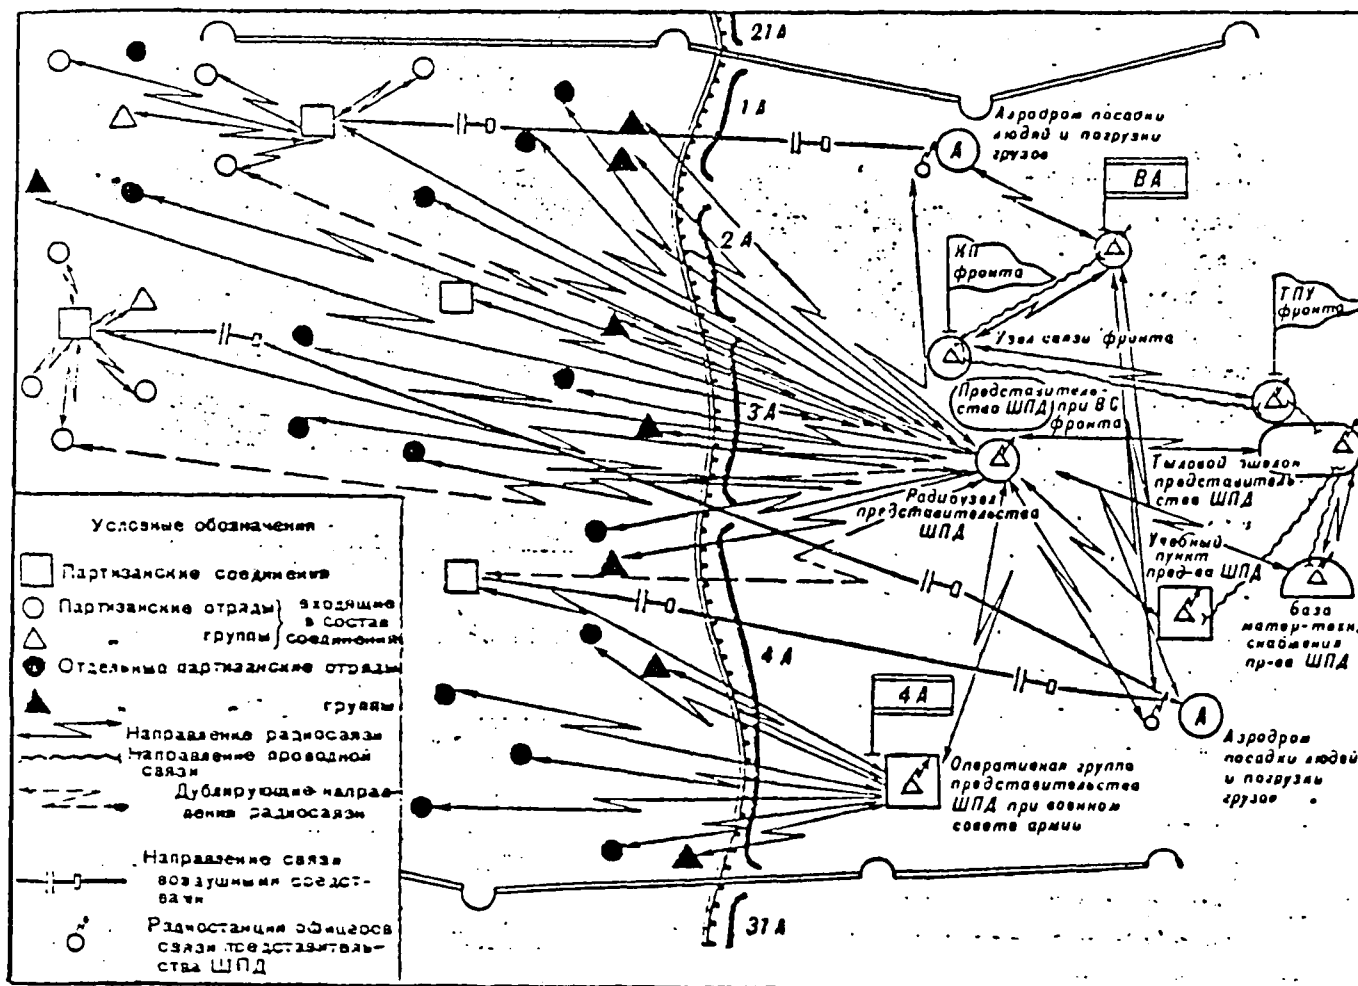 21 А
1 А
2 А
3 А
4 А
31 А
Аэродром посадки
людей и погрузки
грузов
А
ВА
КП
фронта
ТПУ
фронта
Узел связи фронта
Представитель-
ство ШПД при ВС
фронта
Радиоузел
представительства
ШПД
Тыловой эшелон
представитель-
ства ШПД
Учебный
пункт
пред-ва ШПД
база
матер-техн.
снабжения
пр-ва ШПД
А
Аэродром
посадки людей
и погрузки
грузов
4 А
Оперативная группа
представительства
ШПД при военном
совете армии
Условные обозначения
Партизанские соединения
Партизанские отряды
„ группы
входящие
в состав
соединения
Отдельные партизанские отряды
„ „ группы
Направление радиосвязи
Направление проводной
связи
Дублирующие направ-
ления радиосвязи
Направление связи
воздушными средст-
вами
Радиостанции офицеров
связи представитель-
ства ШПД